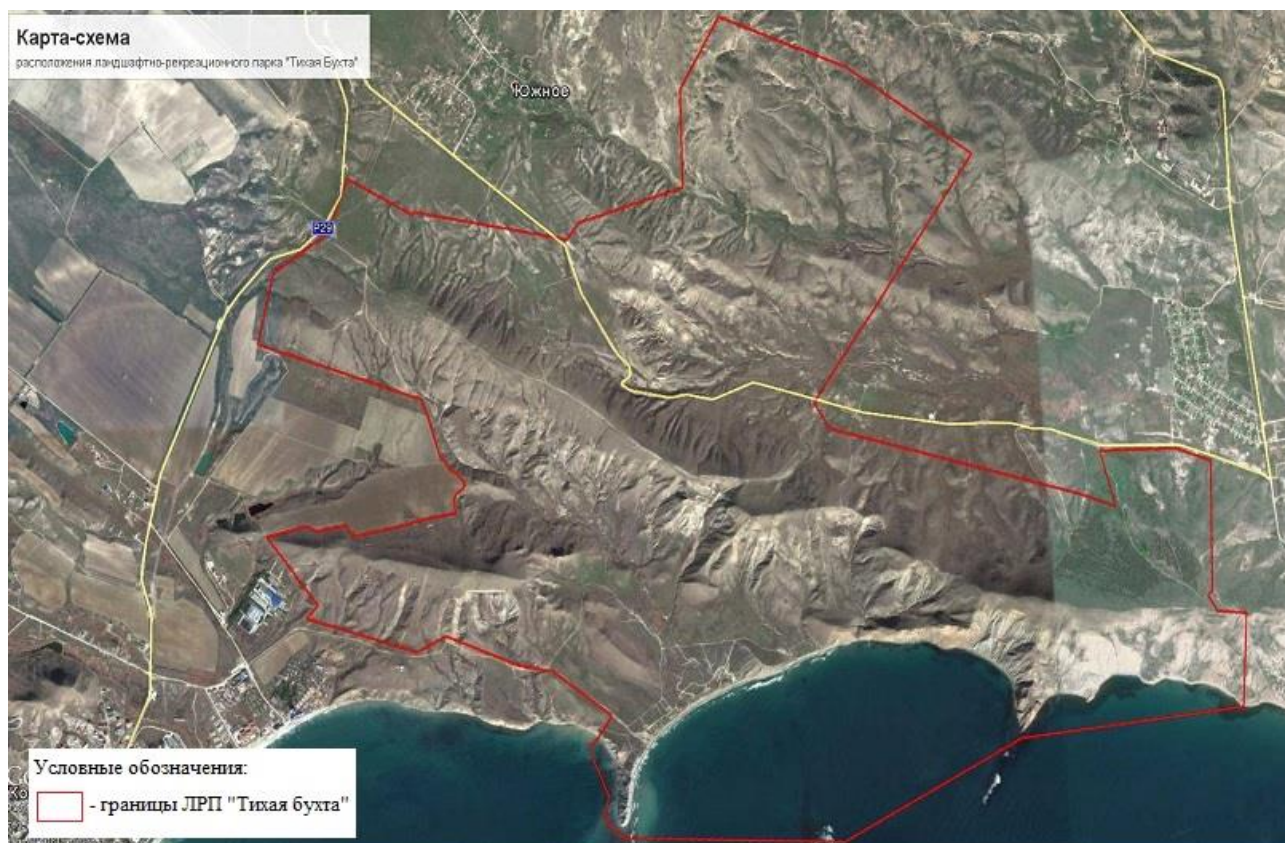 Карта-схема
расположения ландшафтно-рекреационного парка "Тихая Бухта"
Южное
Р29
Условные обозначения:
- границы ЛРП "Тихая бухта"